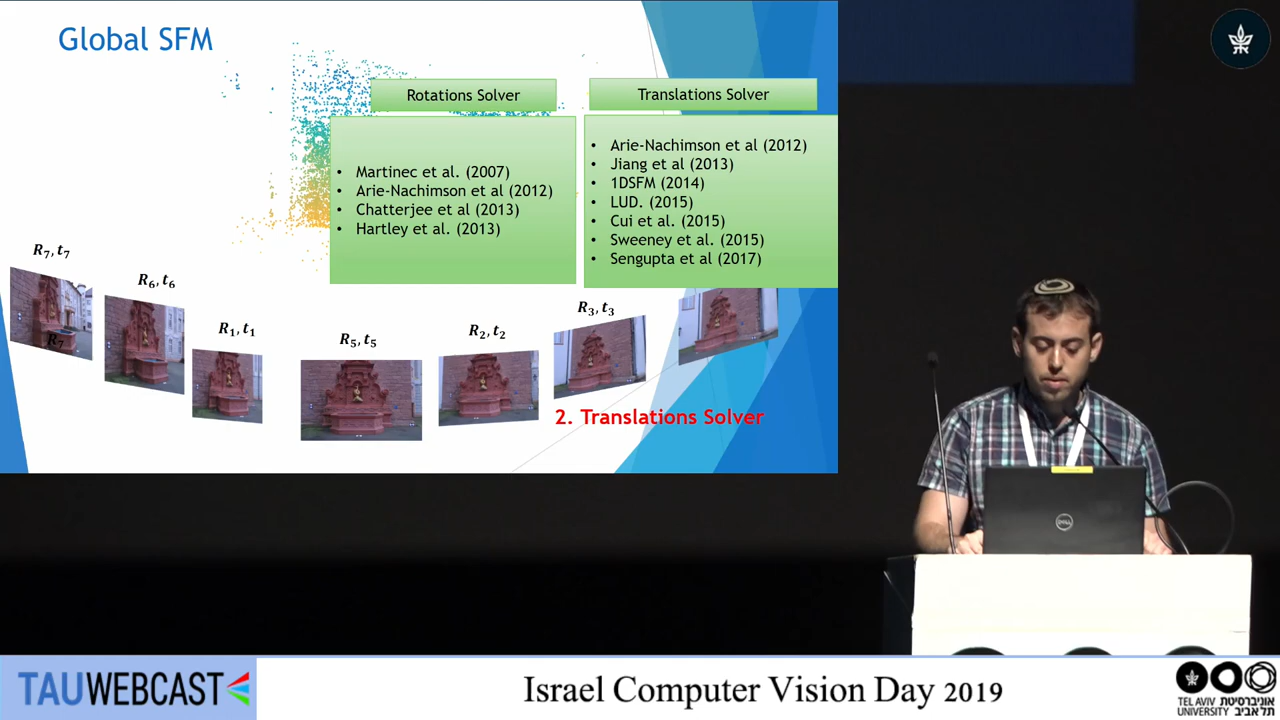 Global SFM
Rotations Solver
• Martinec et al. (2007)
• Arie-Nachimson et al (2012)
• Chatterjee et al (2013)
• Hartley et al. (2013)
Translations Solver
• Arie-Nachimson et al (2012)
• Jiang et al (2013)
• 1DSFM (2014)
• LUD. (2015)
• Cui et al. (2015)
• Sweeney et al. (2015)
• Sengupta et al (2017)
R₇, t₇
R₆, t₆
R₁, t₁
R₅, t₅
R₂, t₂
R₃, t₃
R₇
2. Translations Solver
DELL
TAUWEBCAST
Israel Computer Vision Day 2019
TEL AVIV אוניברסיטת
UNIVERSITY תל אביב